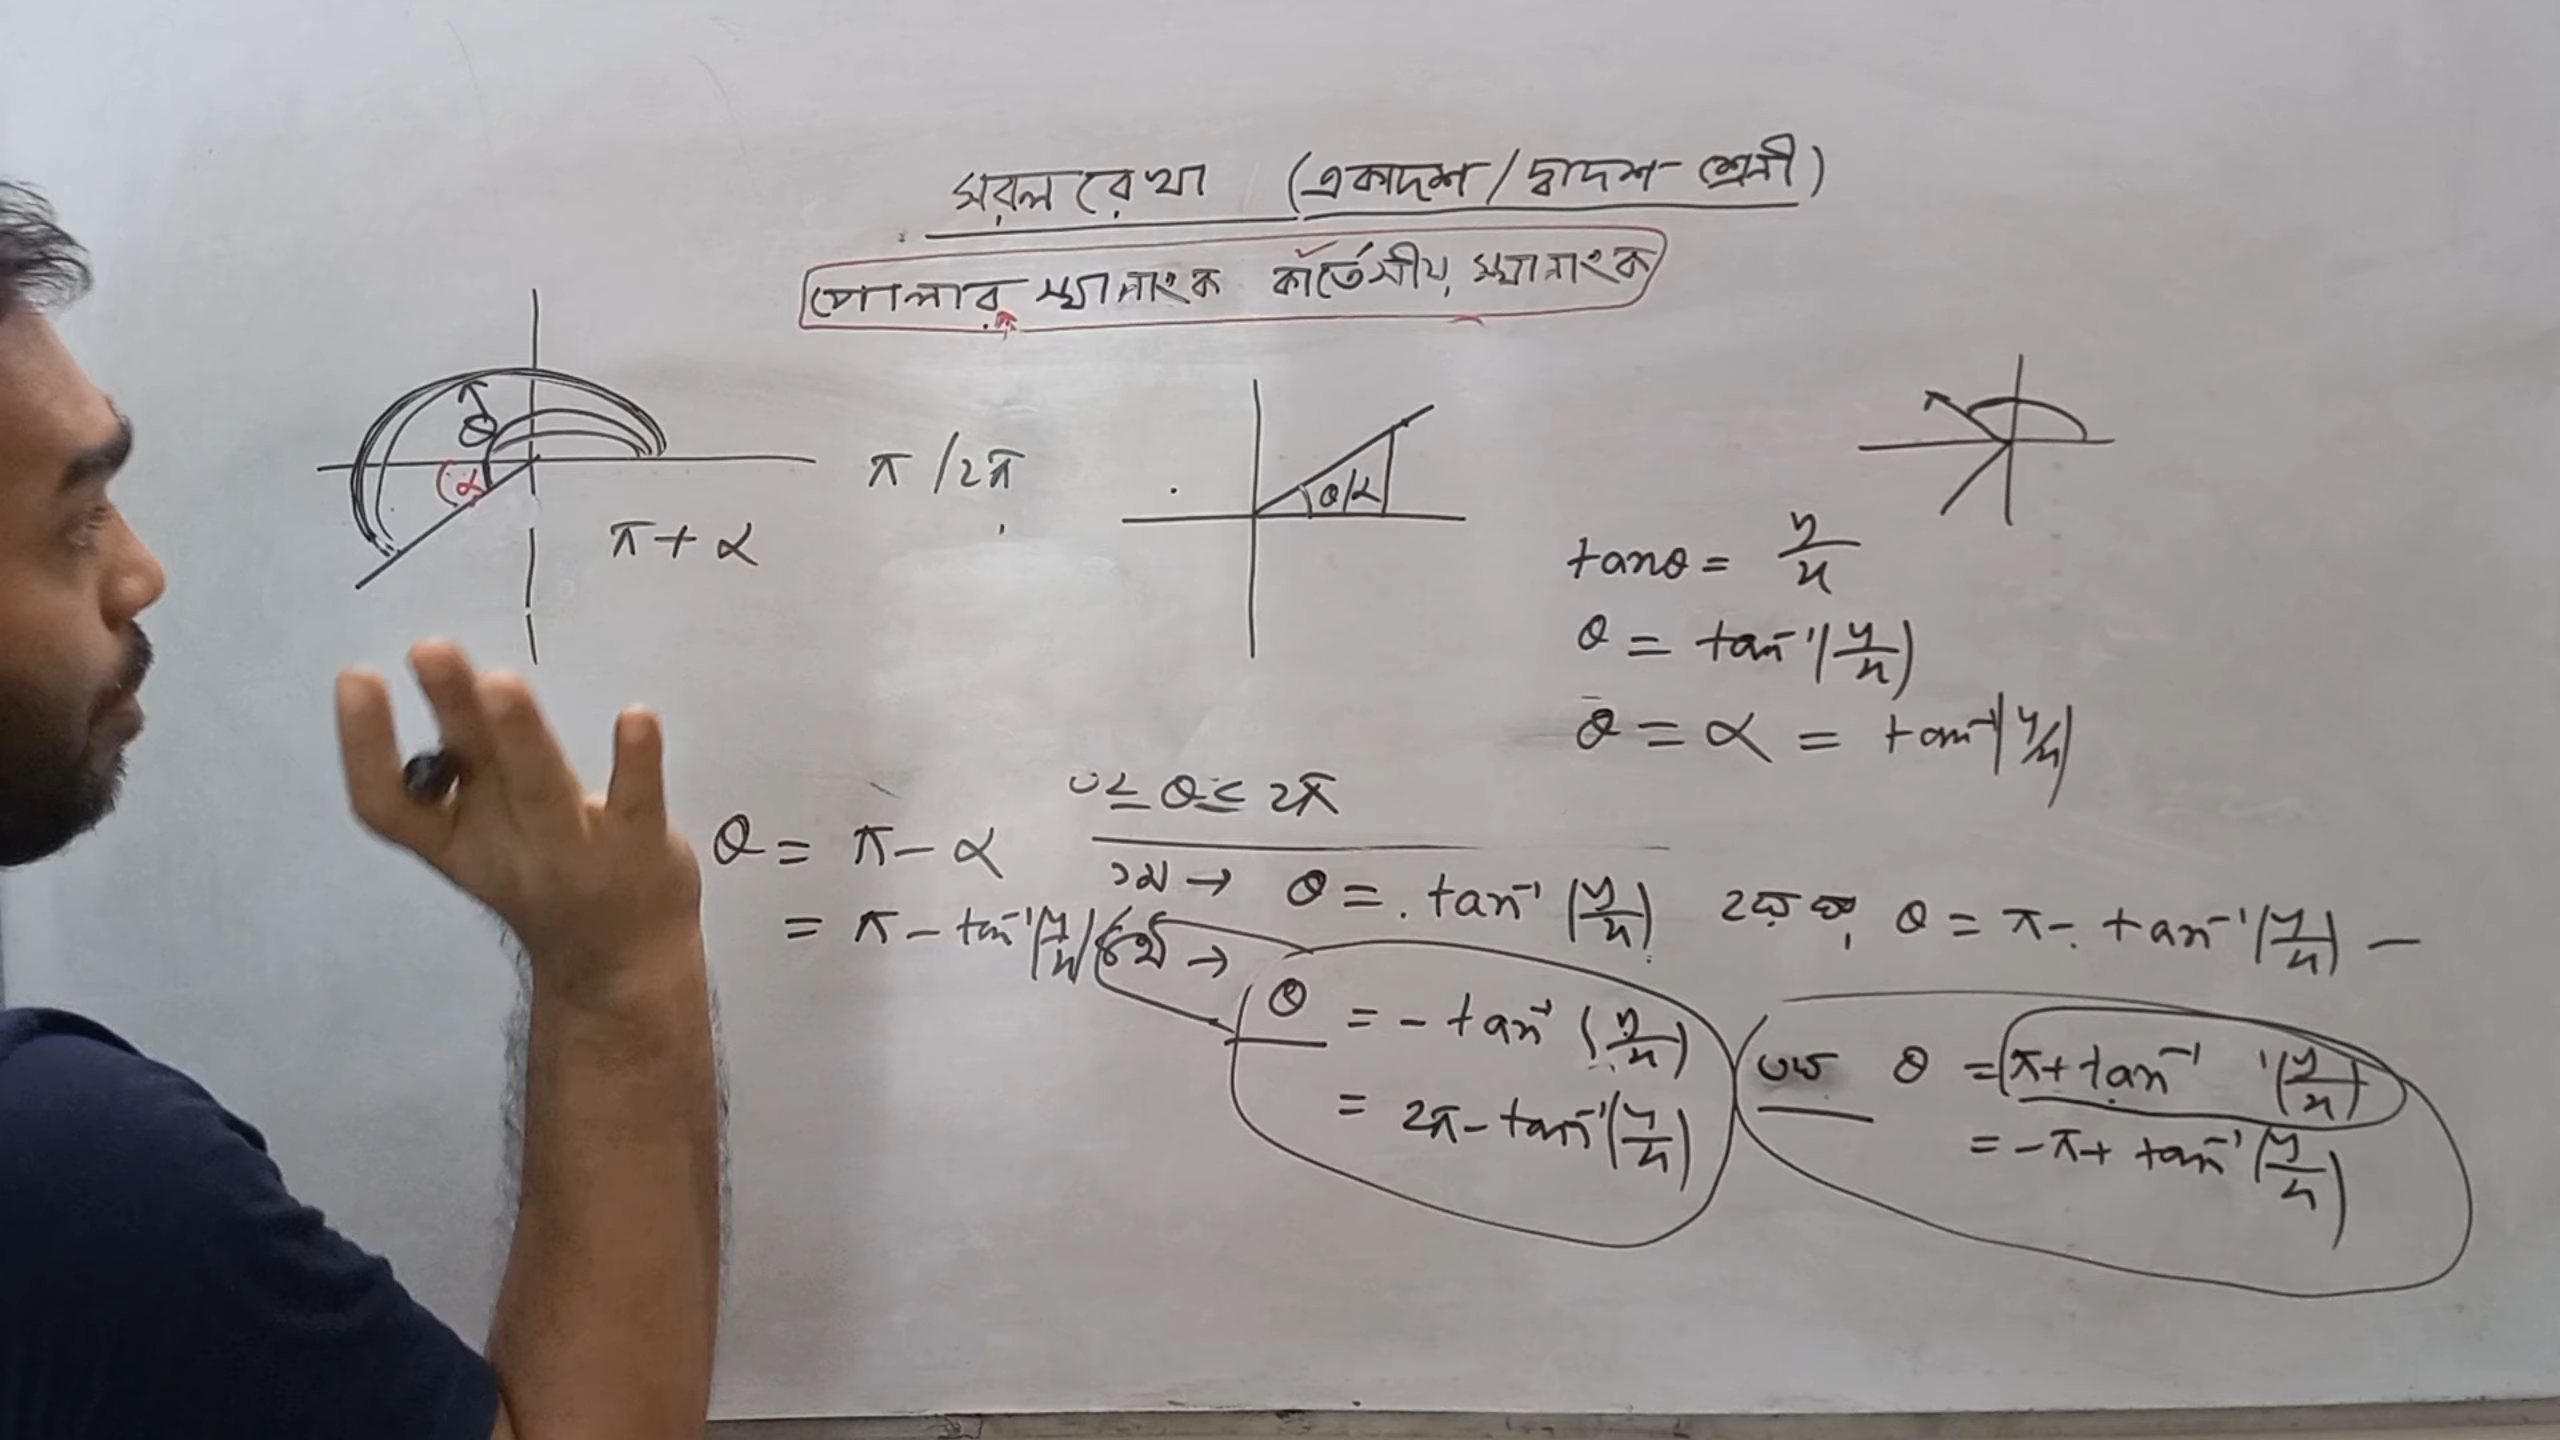 সরল রেখা (একাদশ/দ্বাদশ শ্রেনী)
পোলার স্থানাংক কার্তেসীয় স্থানাংক
θ
α
π/2π
π + α
θ/α
tanθ = y/x
θ = tan⁻¹|y/x|
θ = α = tan⁻¹|y/x|
0 ≤ θ ≤ 2π
θ = π - α
= π - tan⁻¹|y/x|
১ম → θ = tan⁻¹|y/x|
২য় θ = π - tan⁻¹|y/x|
৪র্থ →
θ = - tan⁻¹|y/x|
= 2π - tan⁻¹|y/x|
৩য় θ = π + tan⁻¹|y/x|
= -π + tan⁻¹|y/x|